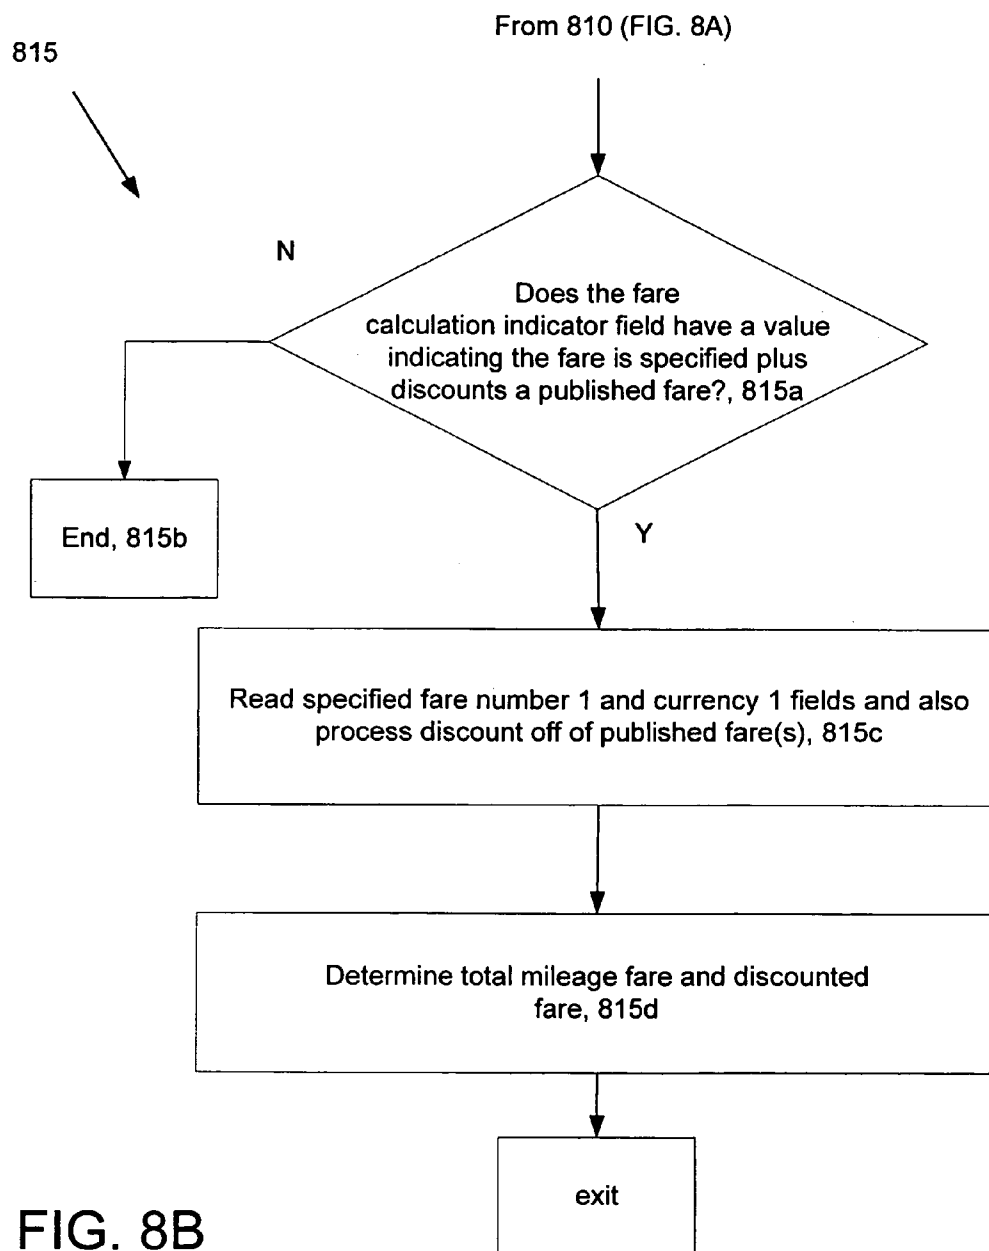 From 810 (FIG. 8A)
815
N
Does the fare
calculation indicator field have a value
indicating the fare is specified plus
discounts a published fare?, 815a
End, 815b
Y
Read specified fare number 1 and currency 1 fields and also
process discount off of published fare(s), 815c
Determine total mileage fare and discounted
fare, 815d
exit
FIG. 8B